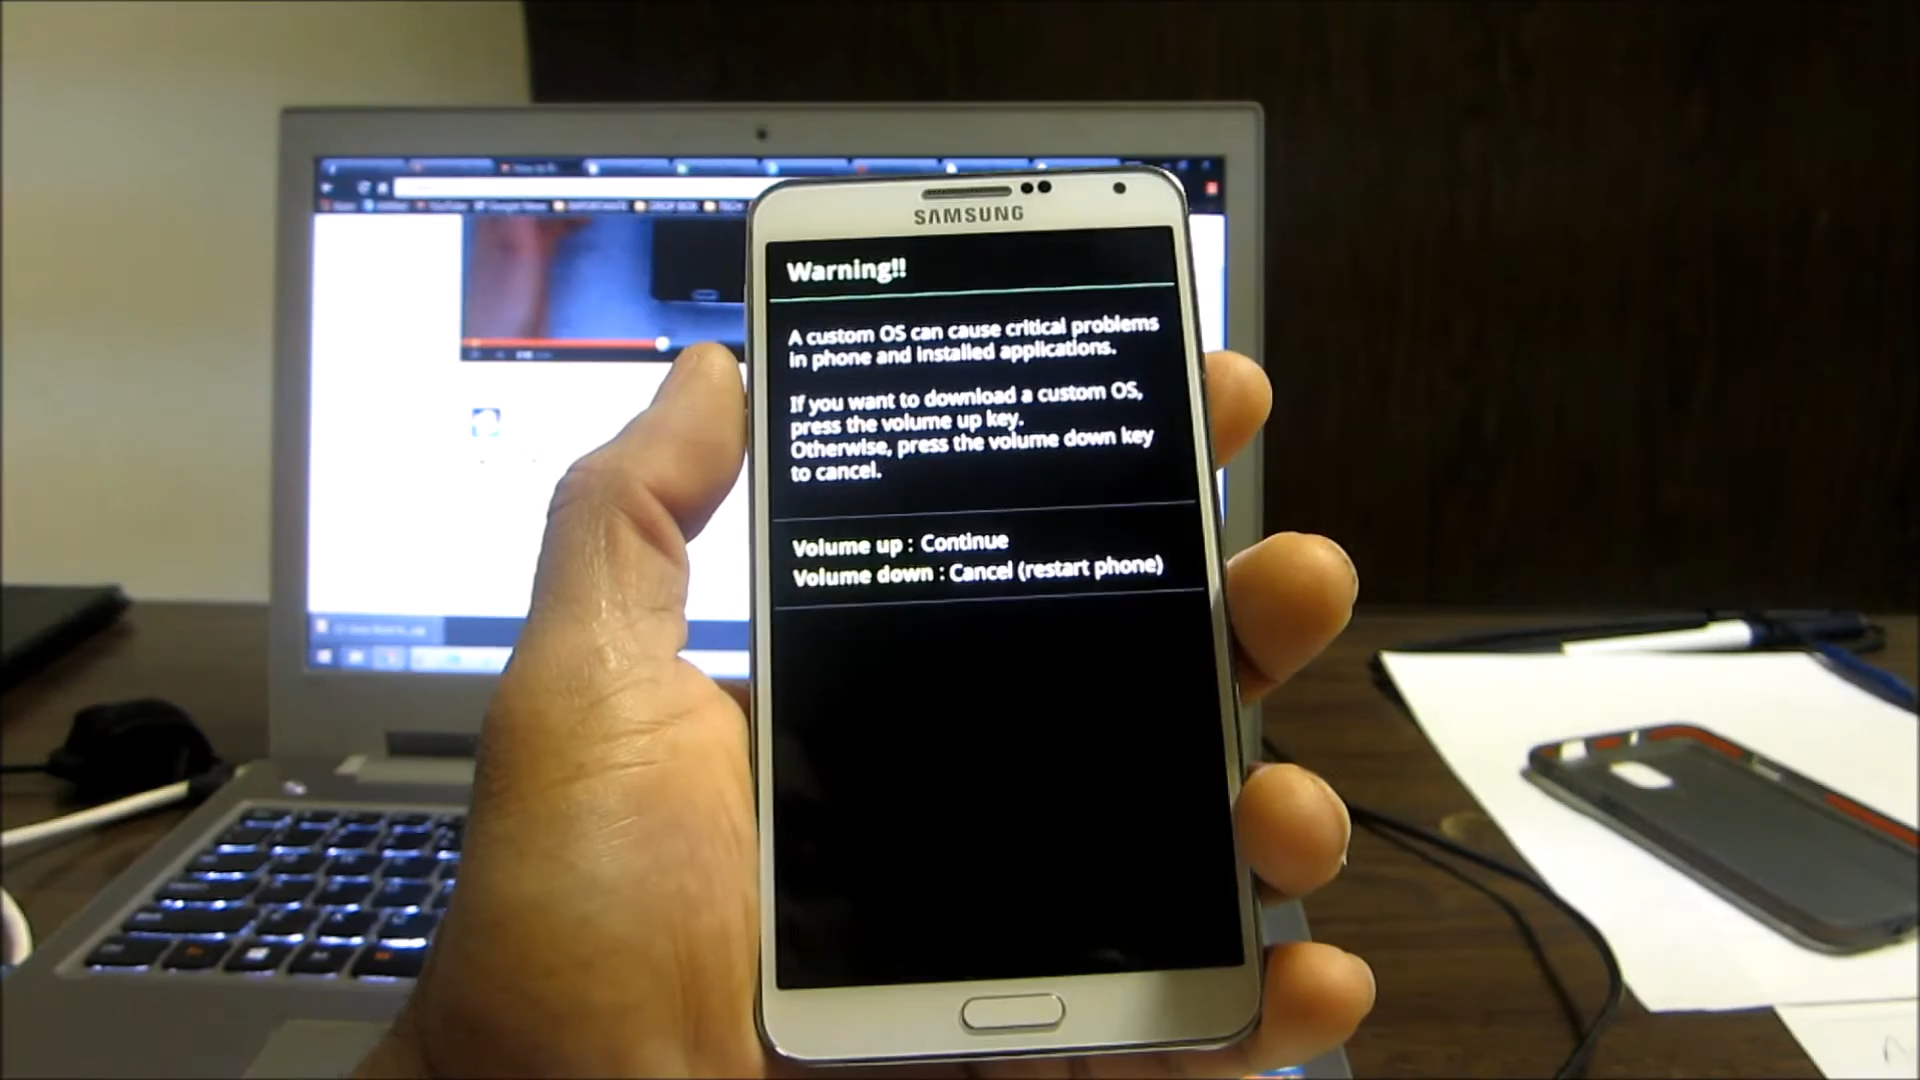 SAMSUNG
Warning!!
A custom OS can cause critical problems
in phone and installed applications.
If you want to download a custom OS,
press the volume up key.
Otherwise, press the volume down key
to cancel.
Volume up : Continue
Volume down : Cancel (restart phone)